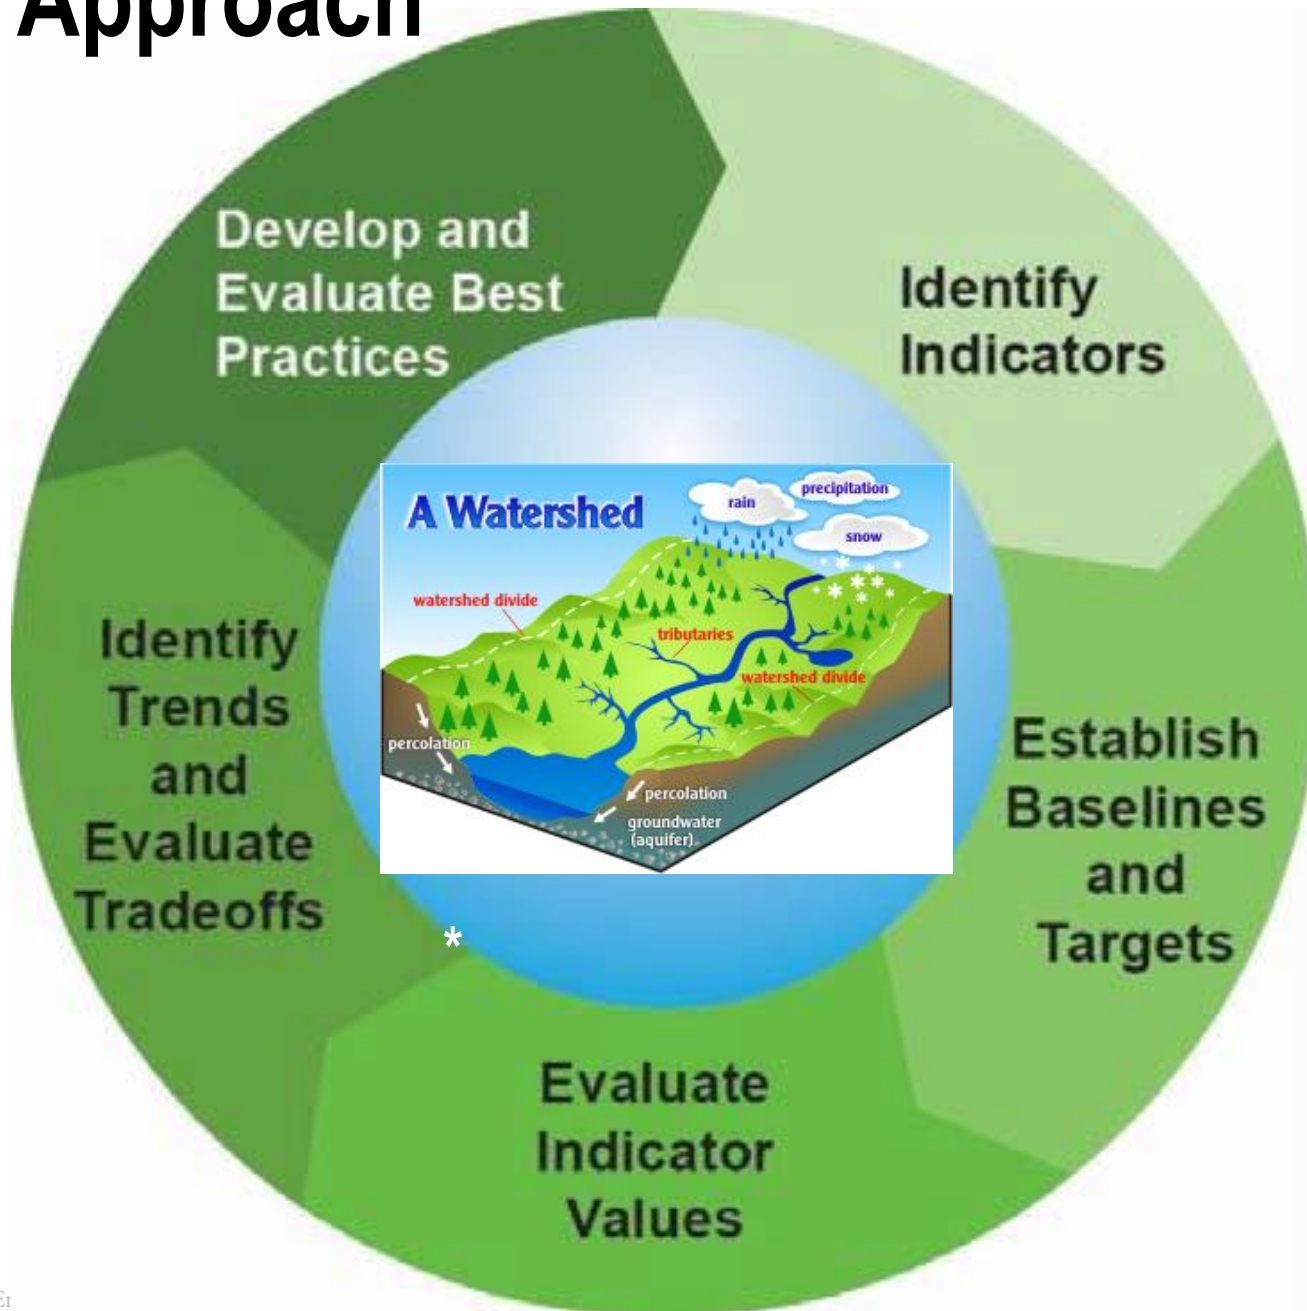 Approach
Develop and
Evaluate Best
Practices
Identify
Indicators
Establish
Baselines
and
Targets
Evaluate
Indicator
Values
Identify
Trends
and
Evaluate
Tradeoffs
A Watershed
rain
precipitation
snow
watershed divide
tributaries
watershed divide
percolation
percolation
groundwater
(aquifer)
*